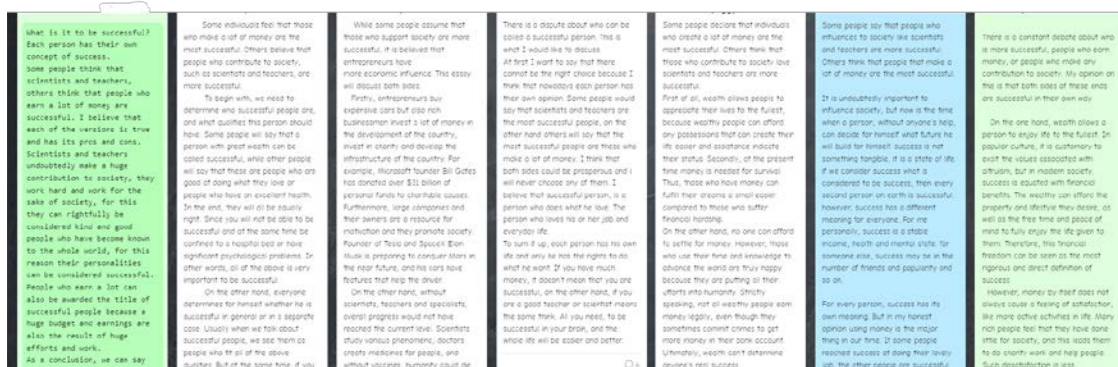 What is it to be successful?
Each person has their own
concept of success.
Some people think that
scientists and teachers,
others think that people who
earn a lot of money are
successful. I believe that
each of the versions is true
and has its pros and cons.
Scientists and teachers
undoubtedly make a huge
contribution to society, they
work hard and work for the
sake of society, for this
they can rightfully be
considered kind and good
people who have become known
to the whole world, for this
reason their personalities
can be considered successful.
People who earn a lot can
also be awarded the title of
successful people because a
huge budget and earnings are
also the result of huge
efforts and work.
As a conclusion, we can say
Some individuals feel that those
who make a lot of money are the
most successful. Others believe that
people who contribute to society,
such as scientists and teachers, are
more successful.
To begin with, we need to
determine who successful people are,
and what qualities this person should
have. Some people will say that a
person with great wealth can be
called successful, while other people
will say that these are people who are
good at doing what they love or
people who have an excellent health.
In the end, they will all be equally
right. Since you will not be able to be
successful and at the same time be
confined to a hospital bed or have
significant psychological problems. In
other words, all of the above is very
important to be successful.
On the other hand, everyone
determines for himself whether he is
successful in general or in a separate
case. Usually when we talk about
successful people, we see them as
people who fit all of the above
qualities. But at the same time, if you
While some people assume that
those who support society are more
successful, it is believed that
entrepreneurs have
more economic influence. This essay
will discuss both sides.
Firstly, entrepreneurs buy
expensive cars but also rich
businessmen invest a lot of money in
the development of the country,
invest in charity and develop the
infrastructure of the country. For
example, Microsoft founder Bill Gates
has donated over $21 billion of
personal funds to charitable causes.
Furthermore, large companies and
their owners are a resource for
motivation and they promote society.
Founder of Tesla and SpaceX Elon
Musk is preparing to conquer Mars in
the near future, and his cars have
features that help the driver.
On the other hand, without
scientists, teachers and specialists,
overall progress would not have
reached the current level. Scientists
study various phenomena, doctors
create medicines for people, and
without vaccines, humanity could die
There is a dispute about who can be
called a successful person. This is
what I would like to discuss.
At first I want to say that there
cannot be the right choice because I
think that nowadays each person has
their own opinion. Some people would
say that scientists and teachers are
the most successful people, on the
other hand others will say that the
most successful people are these who
make a lot of money. I think that
both sides could be prosperous and I
will never choose any of them. I
believe that successful person, is a
person who does what he love. The
person who loves his or her job and
everyday life.
To sum it up, each person has his own
life and only he has the rights to do
what he want. If you have much
money, it doesn't mean that you are
successful, on the other hand, if you
are a good teacher or scientist means
the same thing. All you need, to be
successful in your brain, and the
whole life will be easier and better.
Some people declare that individuals
who create a lot of money are the
most successful. Others think that
those who contribute to society love
scientists and teachers are more
successful.
First of all, wealth allows people to
appreciate their lives to the fullest,
because wealthy people can afford
any possessions that can create their
life easier and assistance indicate
their status. Secondly, at the present
time money is needed for survival.
Thus, those who have money can
fulfill their dreams a small easier
compared to those who suffer
financial hardship.
On the other hand, no one can afford
to settle for money. However, those
who use their time and knowledge to
advance the world are truly happy
because they are putting all their
efforts into humanity. Strictly
speaking, not all wealthy people earn
money legally, even though they
sometimes commit crimes to get
more money in their bank account.
Ultimately, wealth can't determine
anyone's real success.
Some people say that people who
influences to society like scientists
and teachers are more successful.
Others think that people that make a
lot of money are the most successful.
It is undoubtedly important to
influence society, but now is the time
when a person, without anyone's help,
can decide for himself what future he
will build for himself. success is not
something tangible, it is a state of life.
if we consider success what is
considered to be success, then every
second person on earth is successful.
however, success has a different
meaning for everyone. For me
personally, success is a stable
income, health and mental state. for
someone else, success may be in the
number of friends and popularity and
so on.
For every person, success has its
own meaning. But in my honest
opinion using money is the major
thing in our time. If some people
reached success at doing their lovely
job, the other people are successful
There is a constant debate about who
is more successful, people who earn
money, or people who make any
contribution to society. My opinion on
this is that both sides of these ends
are successful in their own way
On the one hand, wealth allows a
person to enjoy life to the fullest. In
popular culture, it is customary to
exalt the values associated with
altruism, but in modern society,
success is equated with financial
benefits. The wealthy can afford the
property and lifestyle they desire, as
well as the free time and peace of
mind to fully enjoy the life given to
them. Therefore, this financial
freedom can be seen as the most
rigorous and direct definition of
success
However, money by itself does not
always cause a feeling of satisfaction,
like more active activities in life. Many
rich people feel that they have done
little for society, and this leads them
to do charity work and help people.
Such dissatisfaction is less